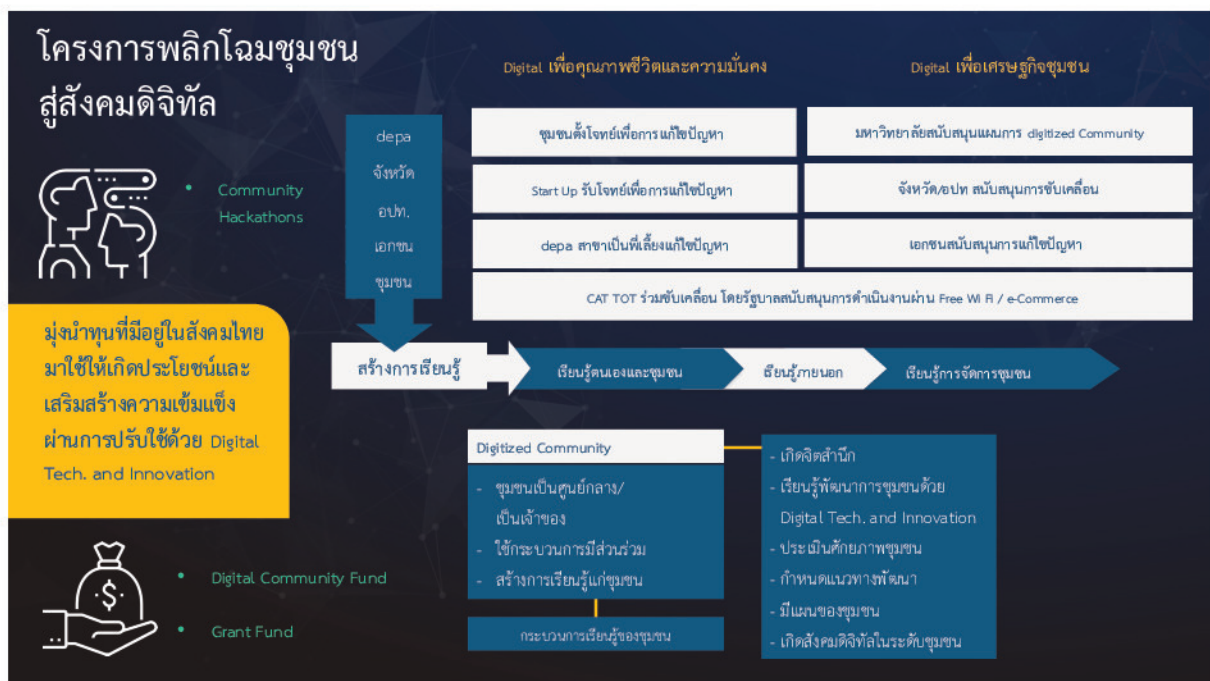 โครงการพลิกโฉมชุมชน
สู่สังคมดิจิทัล
• Community
Hackathons
มุ่งนำทุนที่มีอยู่ในสังคมไทย
มาใช้ให้เกิดประโยชน์และ
เสริมสร้างความเข้มแข็ง
ผ่านการปรับใช้ด้วย Digital
Tech. and Innovation
$
• Digital Community Fund
• Grant Fund
depa
จังหวัด
อปท.
เอกชน
ชุมชน
Digital เพื่อคุณภาพชีวิตและความมั่นคง
Digital เพื่อเศรษฐกิจชุมชน
ชุมชนตั้งโจทย์เพื่อการแก้ไขปัญหา
มหาวิทยาลัยสนับสนุนแผนการ digitized Community
Start Up รับโจทย์เพื่อการแก้ไขปัญหา
จังหวัด/อปท สนับสนุนการขับเคลื่อน
depa สาขาเป็นพี่เลี้ยงแก้ไขปัญหา
เอกชนสนับสนุนการแก้ไขปัญหา
CAT TOT ร่วมขับเคลื่อน โดยรัฐบาลสนับสนุนการดำเนินงานผ่าน Free Wi Fi / e-Commerce
สร้างการเรียนรู้
เรียนรู้ตนเองและชุมชน
เรียนรู้ภายนอก
เรียนรู้การจัดการชุมชน
Digitized Community
- ชุมชนเป็นศูนย์กลาง/
เป็นเจ้าของ
- ใช้กระบวนการมีส่วนร่วม
- สร้างการเรียนรู้แก่ชุมชน
กระบวนการเรียนรู้ของชุมชน
- เกิดจิตสำนึก
- เรียนรู้พัฒนาการชุมชนด้วย
Digital Tech. and Innovation
- ประเมินศักยภาพชุมชน
- กำหนดแนวทางพัฒนา
- มีแผนของชุมชน
- เกิดสังคมดิจิทัลในระดับชุมชน